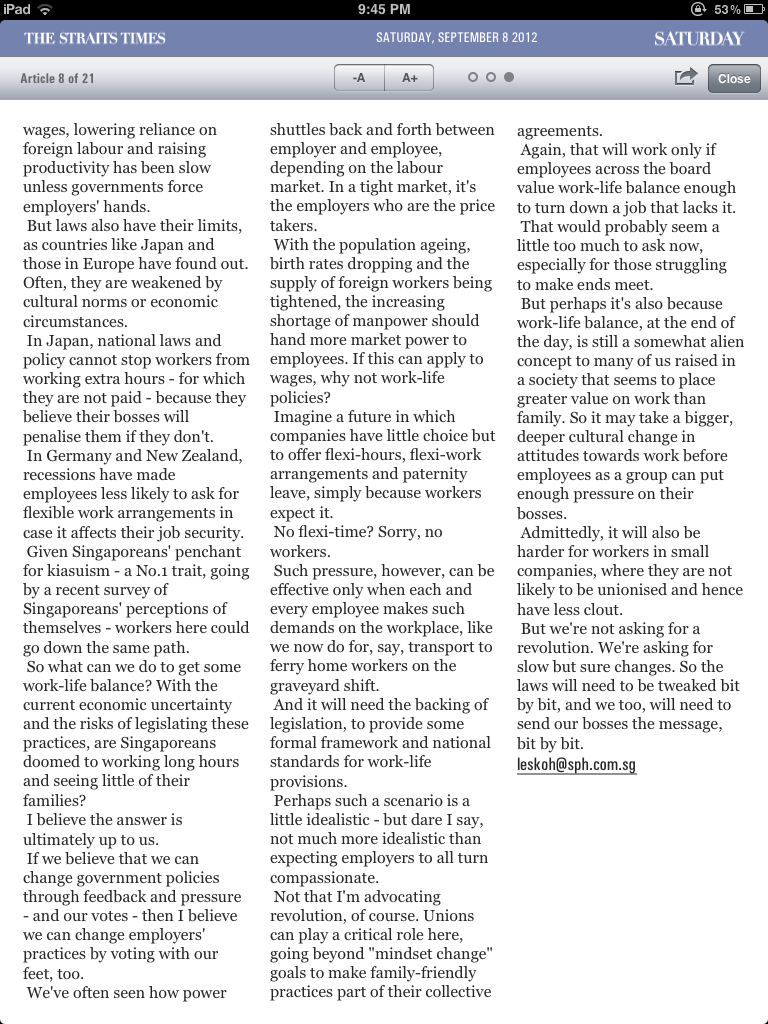 iPad
9:45 PM
53%
THE STRAITS TIMES
SATURDAY, SEPTEMBER 8 2012
SATURDAY
Article 8 of 21
-A
A+
Close
wages, lowering reliance on
foreign labour and raising
productivity has been slow
unless governments force
employers' hands.
But laws also have their limits,
as countries like Japan and
those in Europe have found out.
Often, they are weakened by
cultural norms or economic
circumstances.
In Japan, national laws and
policy cannot stop workers from
working extra hours - for which
they are not paid - because they
believe their bosses will
penalise them if they don't.
In Germany and New Zealand,
recessions have made
employees less likely to ask for
flexible work arrangements in
case it affects their job security.
Given Singaporeans' penchant
for kiasuism - a No.1 trait, going
by a recent survey of
Singaporeans' perceptions of
themselves - workers here could
go down the same path.
So what can we do to get some
work-life balance? With the
current economic uncertainty
and the risks of legislating these
practices, are Singaporeans
doomed to working long hours
and seeing little of their
families?
I believe the answer is
ultimately up to us.
If we believe that we can
change government policies
through feedback and pressure
- and our votes - then I believe
we can change employers'
practices by voting with our
feet, too.
We've often seen how power
shuttles back and forth between
employer and employee,
depending on the labour
market. In a tight market, it's
the employers who are the price
takers.
With the population ageing,
birth rates dropping and the
supply of foreign workers being
tightened, the increasing
shortage of manpower should
hand more market power to
employees. If this can apply to
wages, why not work-life
policies?
Imagine a future in which
companies have little choice but
to offer flexi-hours, flexi-work
arrangements and paternity
leave, simply because workers
expect it.
No flexi-time? Sorry, no
workers.
Such pressure, however, can be
effective only when each and
every employee makes such
demands on the workplace, like
we now do for, say, transport to
ferry home workers on the
graveyard shift.
And it will need the backing of
legislation, to provide some
formal framework and national
standards for work-life
provisions.
Perhaps such a scenario is a
little idealistic - but dare I say,
not much more idealistic than
expecting employers to all turn
compassionate.
Not that I'm advocating
revolution, of course. Unions
can play a critical role here,
going beyond "mindset change"
goals to make family-friendly
practices part of their collective
agreements.
Again, that will work only if
employees across the board
value work-life balance enough
to turn down a job that lacks it.
That would probably seem a
little too much to ask now,
especially for those struggling
to make ends meet.
But perhaps it's also because
work-life balance, at the end of
the day, is still a somewhat alien
concept to many of us raised in
a society that seems to place
greater value on work than
family. So it may take a bigger,
deeper cultural change in
attitudes towards work before
employees as a group can put
enough pressure on their
bosses.
Admittedly, it will also be
harder for workers in small
companies, where they are not
likely to be unionised and hence
have less clout.
But we're not asking for a
revolution. We're asking for
slow but sure changes. So the
laws will need to be tweaked bit
by bit, and we too, will need to
send our bosses the message,
bit by bit.
leskoh@sph.com.sg